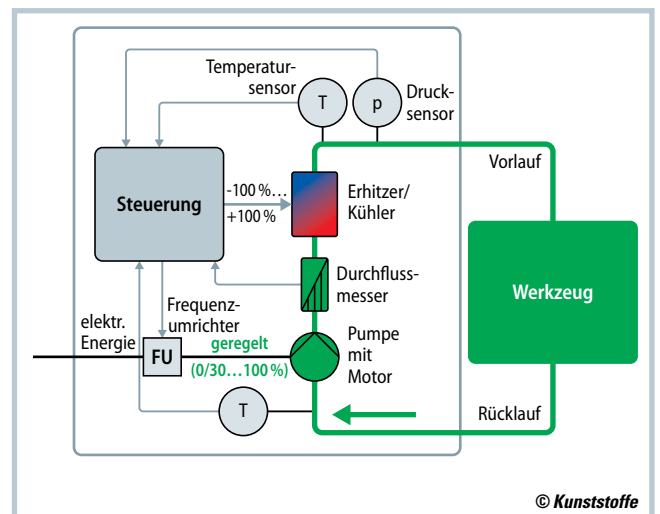 Temperatur-
sensor
T
p
Druck-
sensor
Vorlauf
Steuerung
-100 %…
+100 %
Erhitzer/
Kühler
Durchfluss-
messer
Werkzeug
elektr.
Energie
Frequenz-
umrichter
FU
geregelt
(0/30…100 %)
Pumpe
mit
Motor
T
Rücklauf
© Kunststoffe